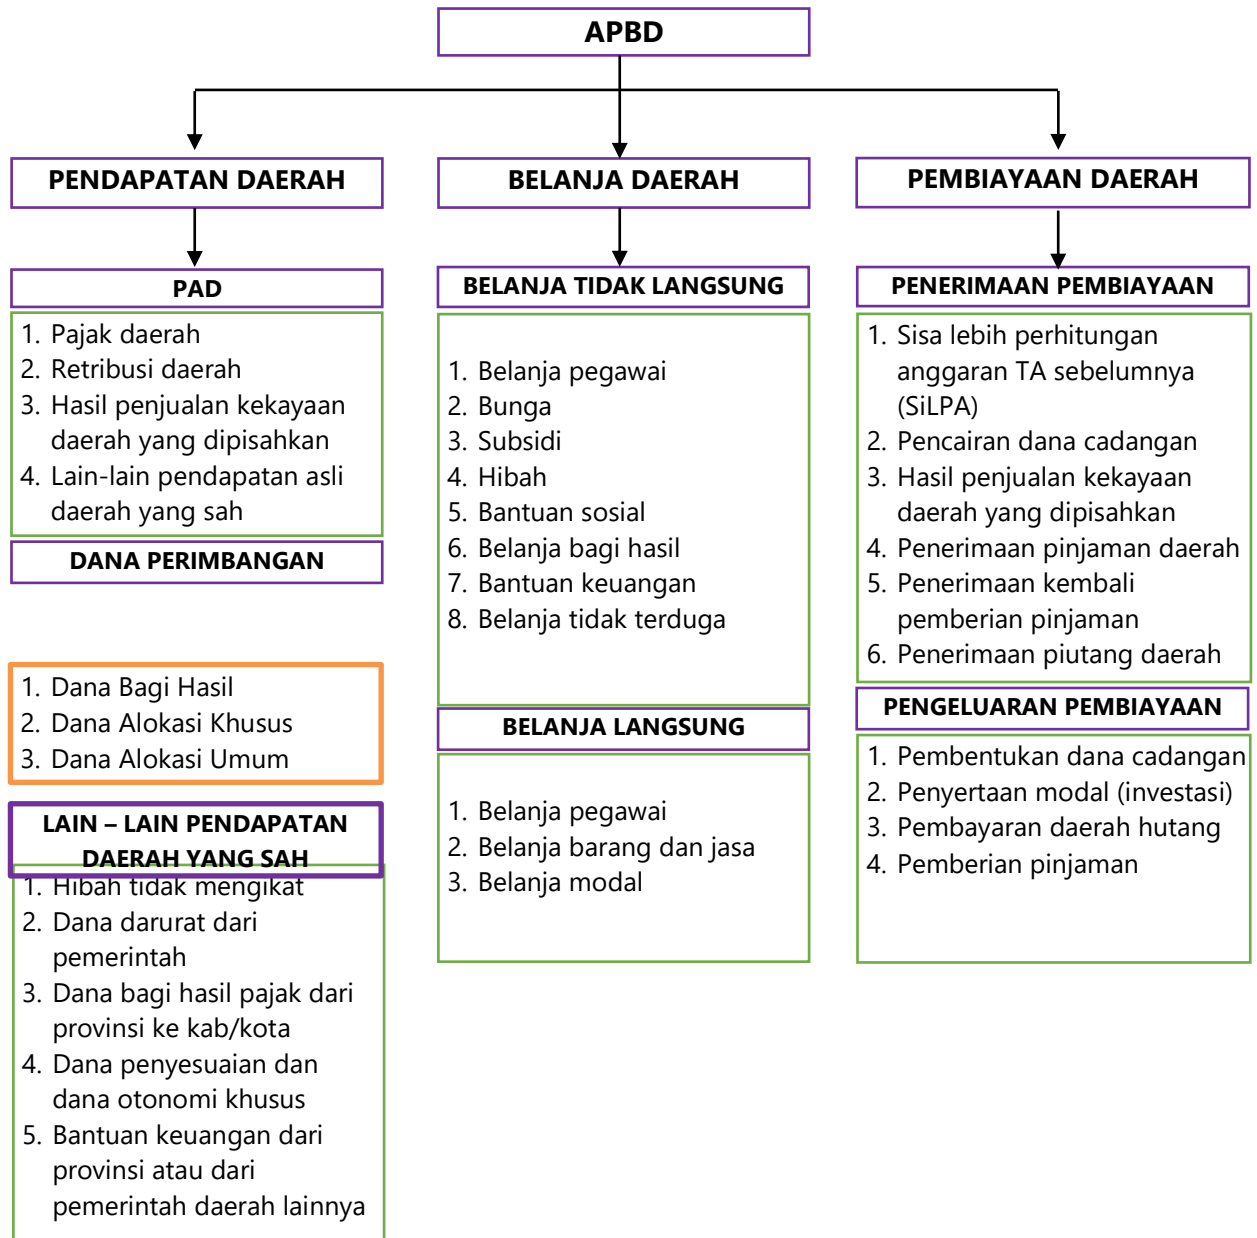 APBD
PENDAPATAN DAERAH
PAD
1. Pajak daerah
2. Retribusi daerah
3. Hasil penjualan kekayaan
daerah yang dipisahkan
4. Lain-lain pendapatan asli
daerah yang sah
DANA PERIMBANGAN
1. Dana Bagi Hasil
2. Dana Alokasi Khusus
3. Dana Alokasi Umum
LAIN – LAIN PENDAPATAN
DAERAH YANG SAH
1. Hibah tidak mengikat
2. Dana darurat dari
pemerintah
3. Dana bagi hasil pajak dari
provinsi ke kab/kota
4. Dana penyesuaian dan
dana otonomi khusus
5. Bantuan keuangan dari
provinsi atau dari
pemerintah daerah lainnya
BELANJA DAERAH
BELANJA TIDAK LANGSUNG
1. Belanja pegawai
2. Bunga
3. Subsidi
4. Hibah
5. Bantuan sosial
6. Belanja bagi hasil
7. Bantuan keuangan
8. Belanja tidak terduga
BELANJA LANGSUNG
1. Belanja pegawai
2. Belanja barang dan jasa
3. Belanja modal
PEMBIAYAAN DAERAH
PENERIMAAN PEMBIAYAAN
1. Sisa lebih perhitungan
anggaran TA sebelumnya
(SiLPA)
2. Pencairan dana cadangan
3. Hasil penjualan kekayaan
daerah yang dipisahkan
4. Penerimaan pinjaman daerah
5. Penerimaan kembali
pemberian pinjaman
6. Penerimaan piutang daerah
PENGELUARAN PEMBIAYAAN
1. Pembentukan dana cadangan
2. Penyertaan modal (investasi)
3. Pembayaran daerah hutang
4. Pemberian pinjaman